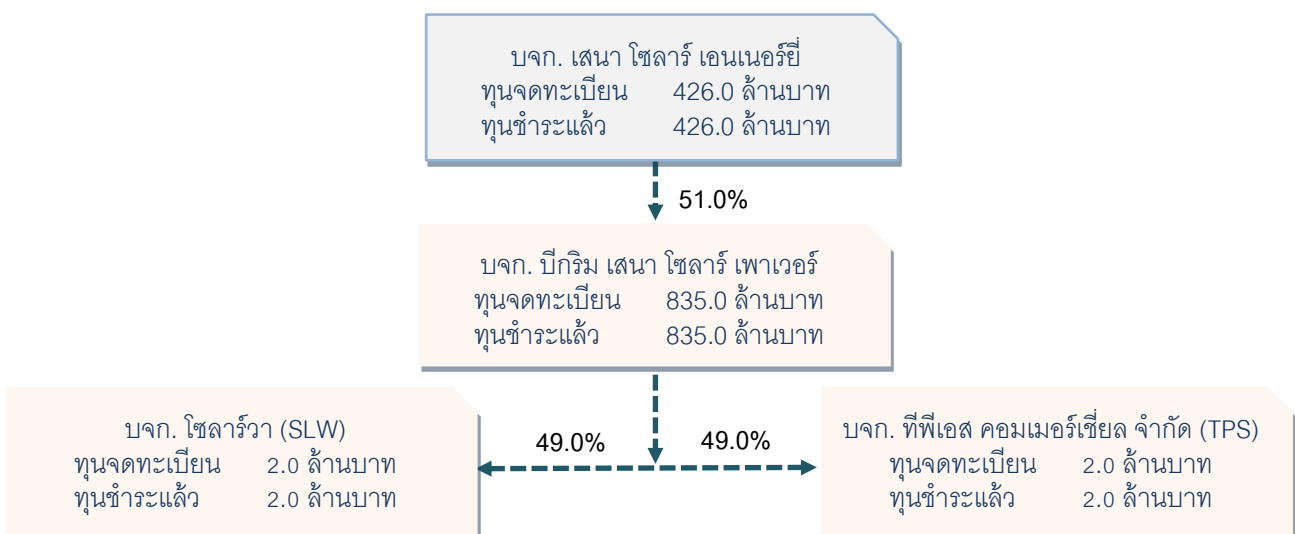 บจก. เสนา โซลาร์ เอนเนอร์ยี่
ทุนจดทะเบียน 426.0 ล้านบาท
ทุนชำระแล้ว 426.0 ล้านบาท
51.0%
บจก. บีกริม เสนา โซลาร์ เพาเวอร์
ทุนจดทะเบียน 835.0 ล้านบาท
ทุนชำระแล้ว 835.0 ล้านบาท
บจก. โซลาร์วา (SLW)
ทุนจดทะเบียน 2.0 ล้านบาท
ทุนชำระแล้ว 2.0 ล้านบาท
49.0% 49.0%
บจก. ทีพีเอส คอมเมอร์เชี่ยล จำกัด (TPS)
ทุนจดทะเบียน 2.0 ล้านบาท
ทุนชำระแล้ว 2.0 ล้านบาท